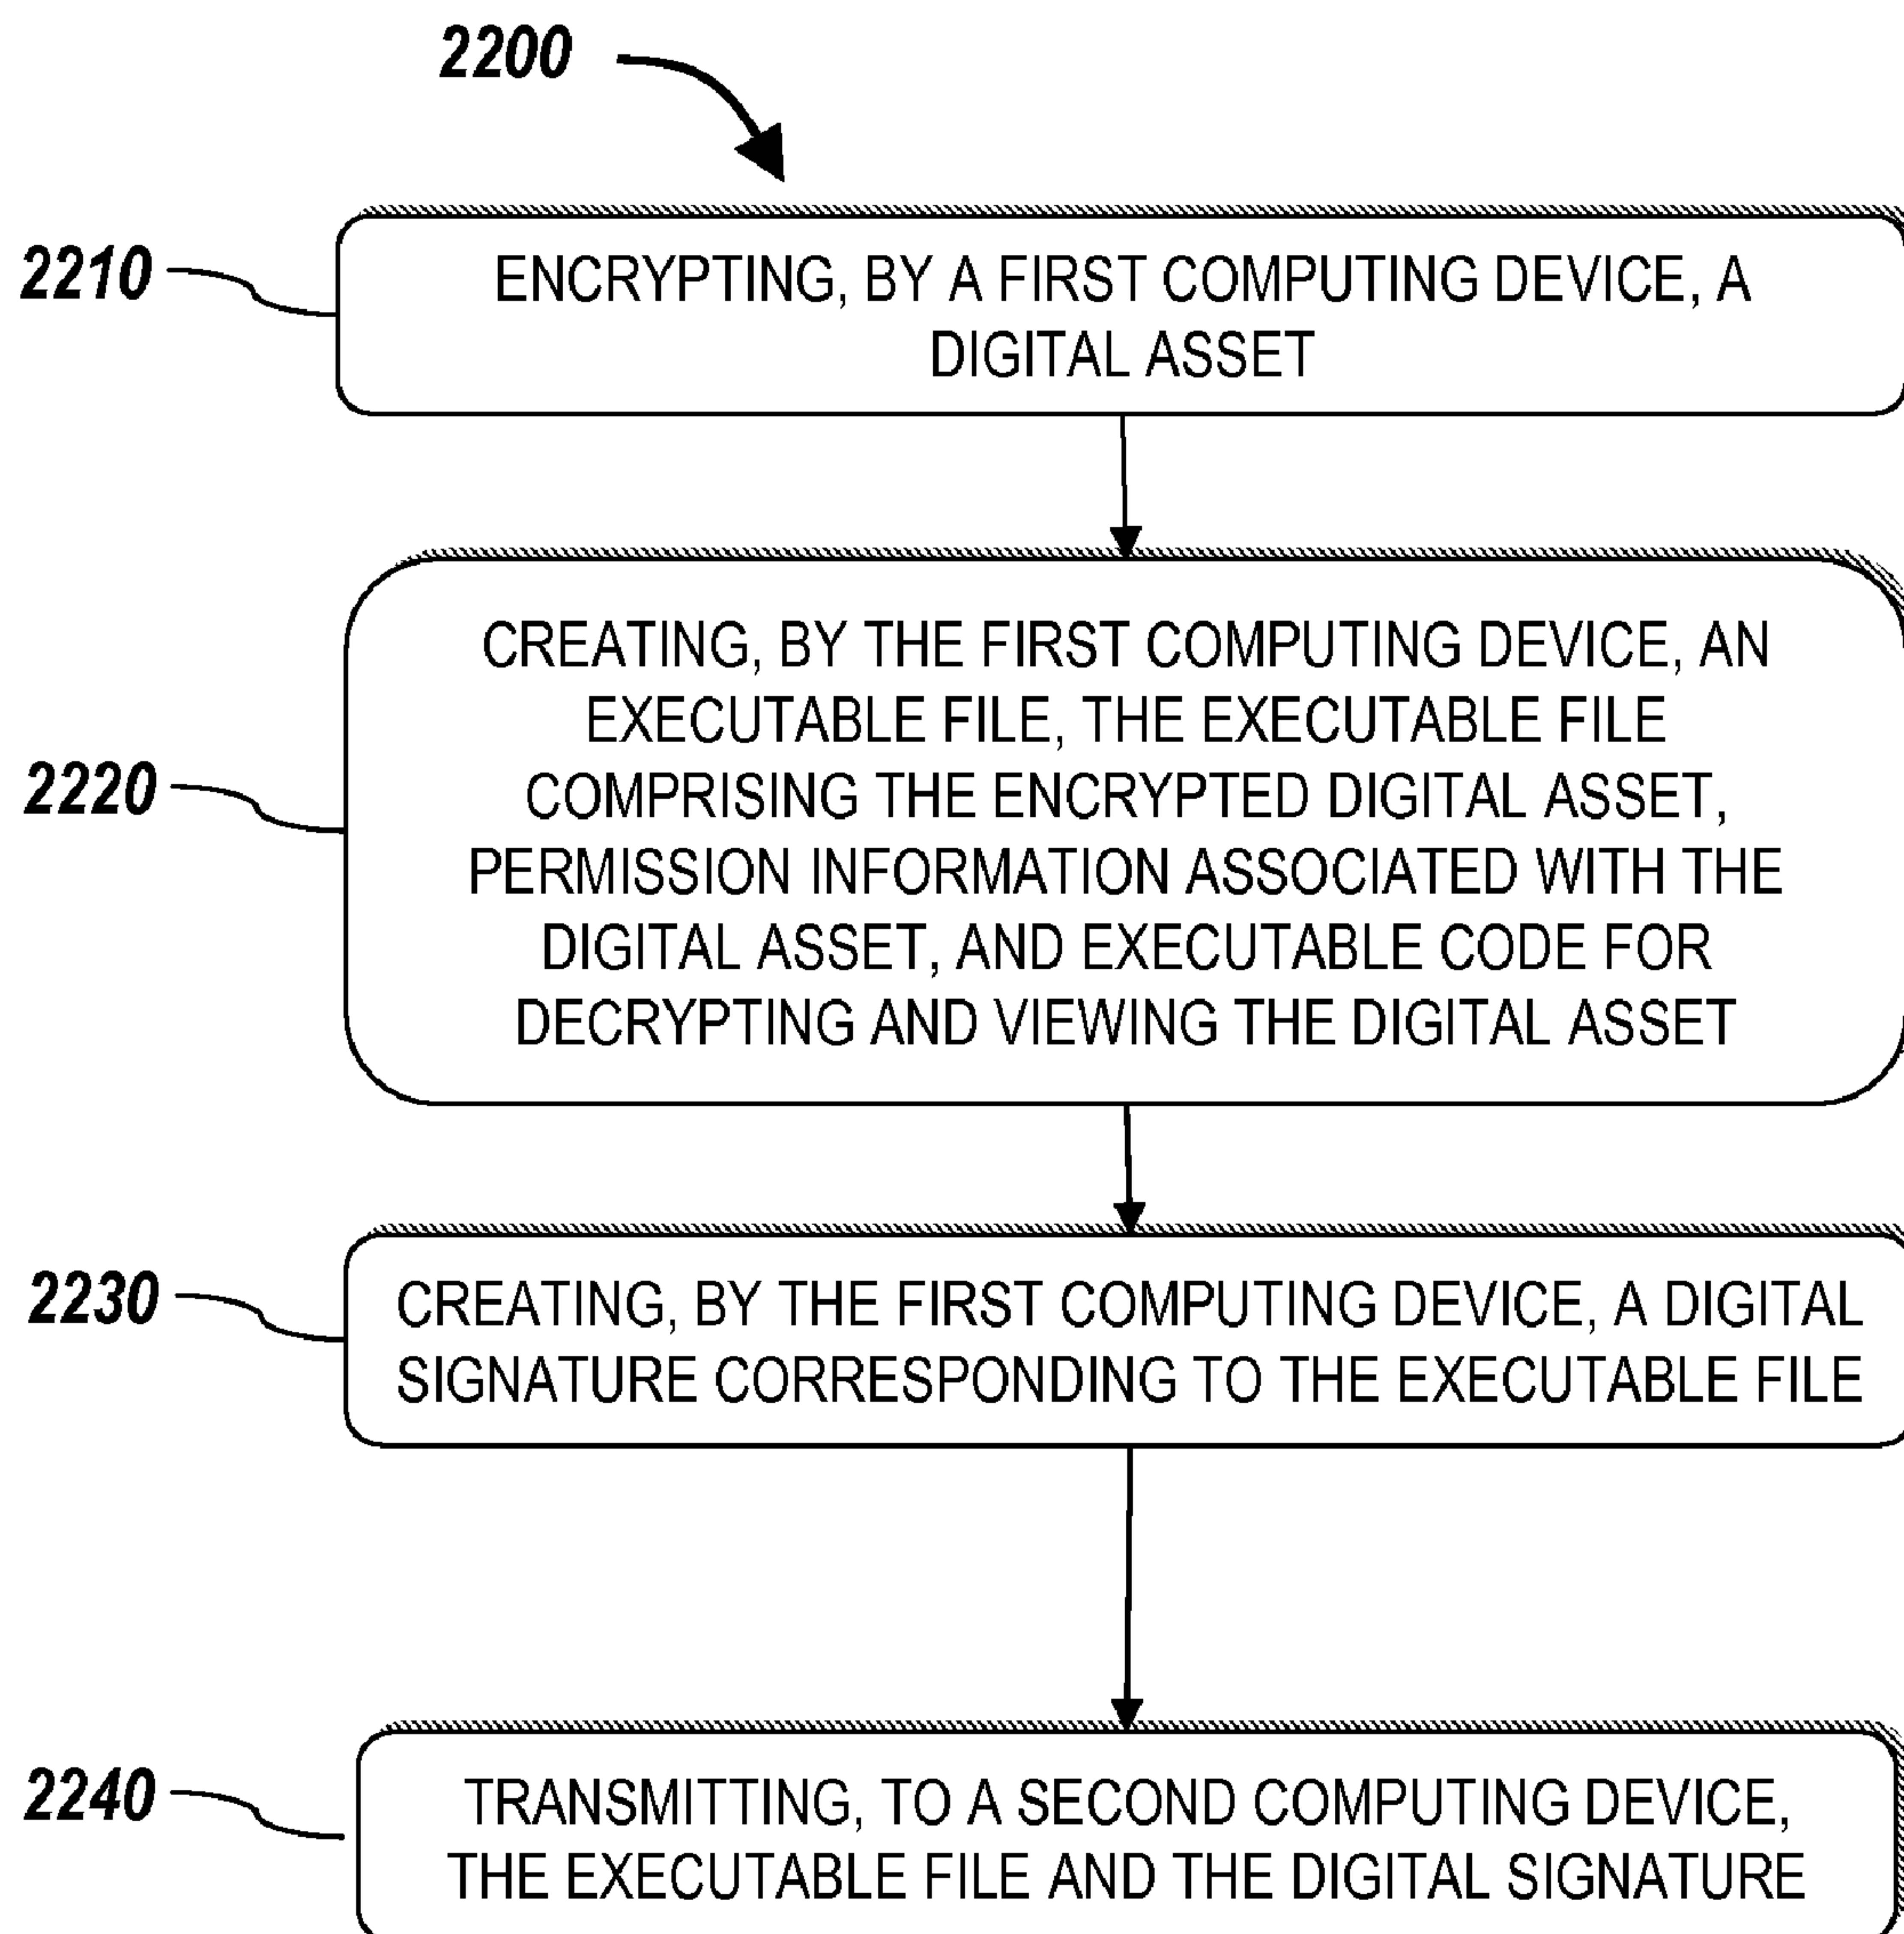 2200
2210
ENCRYPTING, BY A FIRST COMPUTING DEVICE, A
DIGITAL ASSET
2220
CREATING, BY THE FIRST COMPUTING DEVICE, AN
EXECUTABLE FILE, THE EXECUTABLE FILE
COMPRISING THE ENCRYPTED DIGITAL ASSET,
PERMISSION INFORMATION ASSOCIATED WITH THE
DIGITAL ASSET, AND EXECUTABLE CODE FOR
DECRYPTING AND VIEWING THE DIGITAL ASSET
2230
CREATING, BY THE FIRST COMPUTING DEVICE, A DIGITAL
SIGNATURE CORRESPONDING TO THE EXECUTABLE FILE
2240
TRANSMITTING, TO A SECOND COMPUTING DEVICE,
THE EXECUTABLE FILE AND THE DIGITAL SIGNATURE